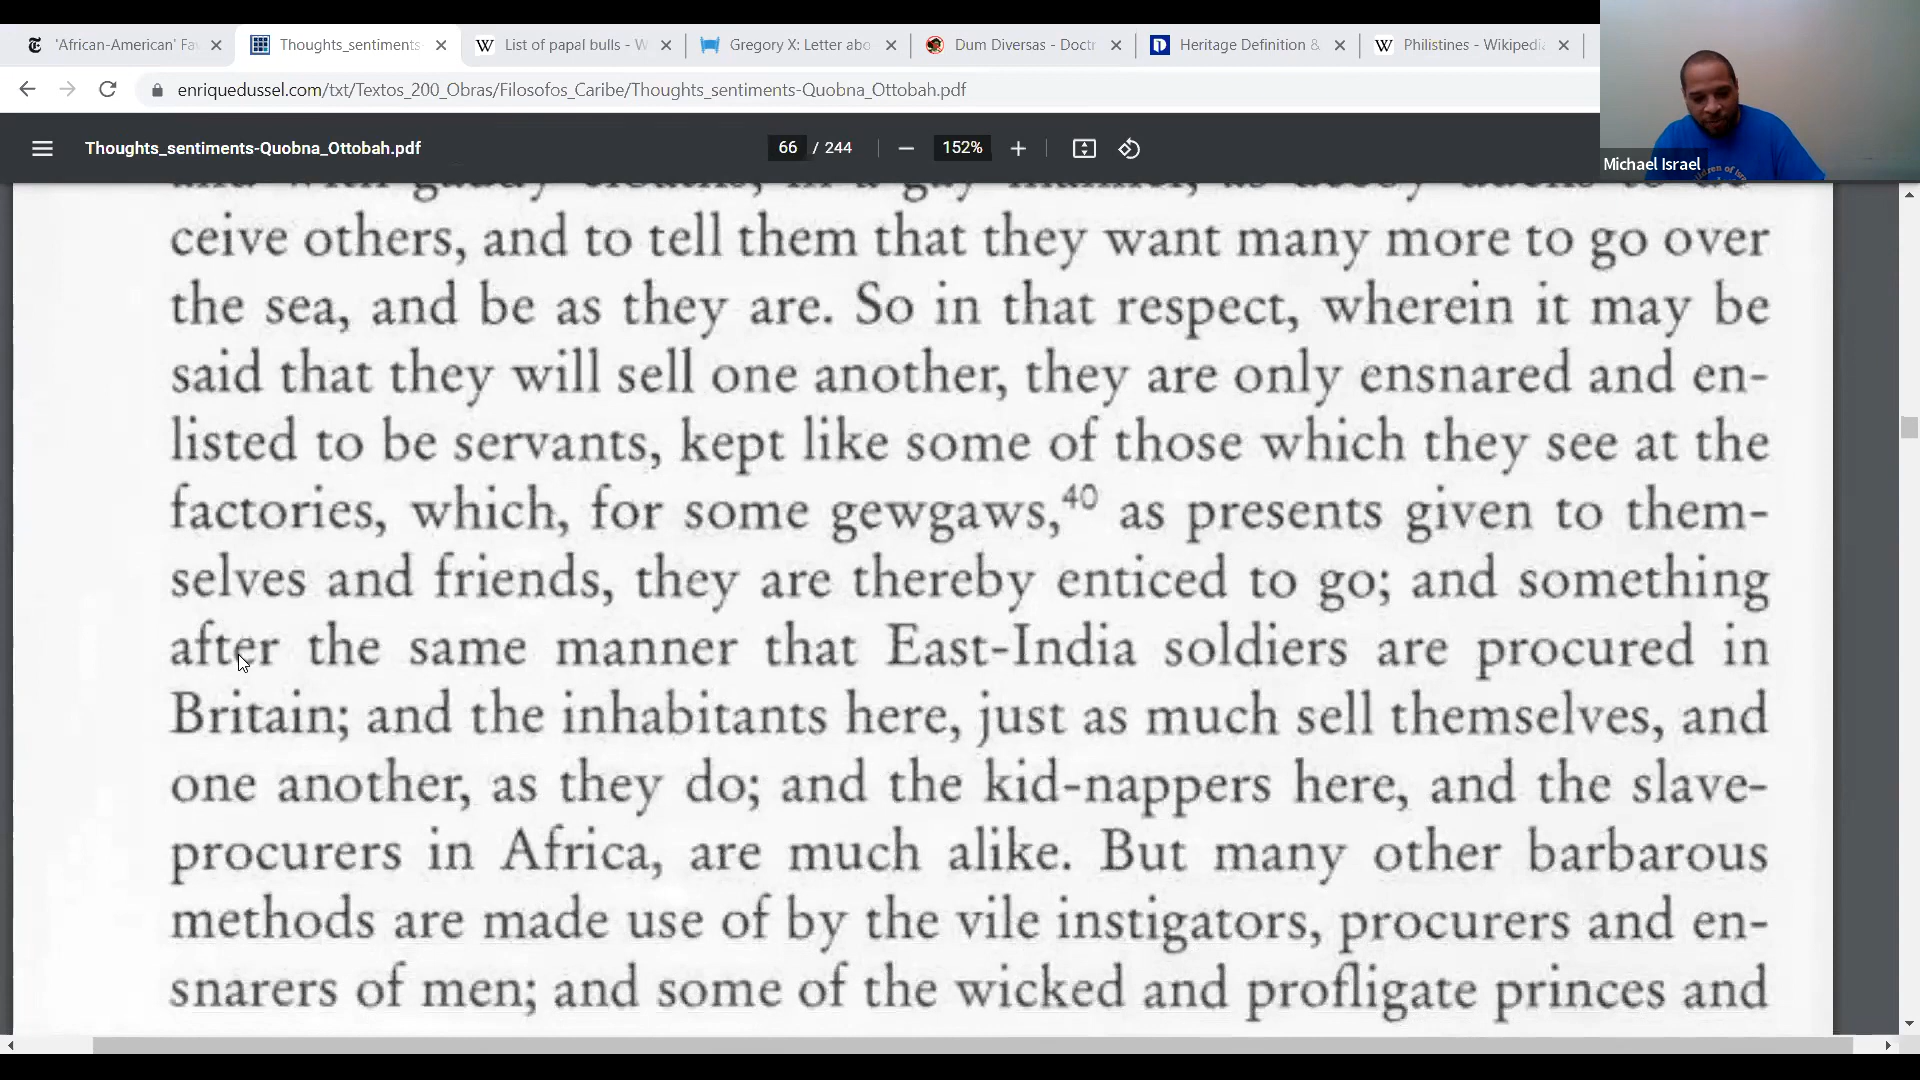 'African-American' Fa
Thoughts_sentiments
List of papal bulls - W
Gregory X: Letter abo
Dum Diversas - Doctr
Heritage Definition &
Philistines - Wikipedi
enriquedussel.com/txt/Textos_200_Obras/Filosofos_Caribe/Thoughts_sentiments-Quobna_Ottobah.pdf
Thoughts_sentiments-Quobna_Ottobah.pdf
66 / 244
152%
Michael Israel
ceive others, and to tell them that they want many more to go over
the sea, and be as they are. So in that respect, wherein it may be
said that they will sell one another, they are only ensnared and en-
listed to be servants, kept like some of those which they see at the
factories, which, for some gewgaws,40 as presents given to them-
selves and friends, they are thereby enticed to go; and something
after the same manner that East-India soldiers are procured in
Britain; and the inhabitants here, just as much sell themselves, and
one another, as they do; and the kid-nappers here, and the slave-
procurers in Africa, are much alike. But many other barbarous
methods are made use of by the vile instigators, procurers and en-
snarers of men; and some of the wicked and profligate princes and